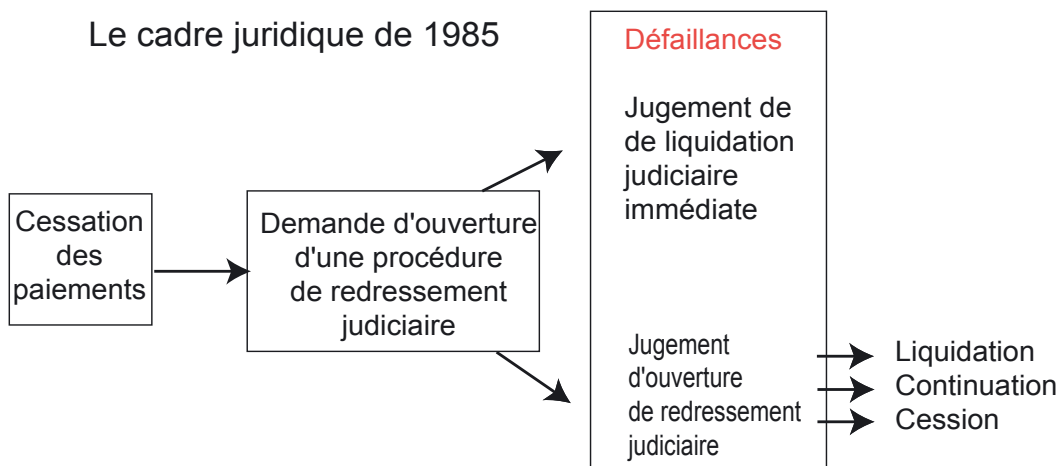 Le cadre juridique de 1985
Cessation
des
paiements
Demande d'ouverture
d'une procédure
de redressement
judiciaire
Défaillances
Jugement de
de liquidation
judiciaire
immédiate
Jugement
d'ouverture
de redressement
judiciaire
Liquidation
Continuation
Cession